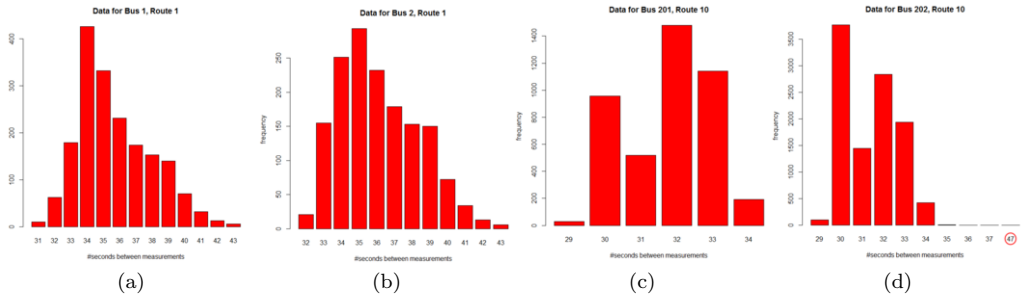 Data for Bus 1, Route 1
400
300
200
100
0
31 32 33 34 35 36 37 38 39 40 41 42 43
#seconds between measurements
(a)
Data for Bus 2, Route 1
frequency
250
200
150
100
50
0
32 33 34 35 36 37 38 39 40 41 42 43
#seconds between measurements
(b)
Data for Bus 201, Route 10
frequency
1400
1200
1000
800
600
400
200
0
29 30 31 32 33 34
#seconds between measurements
(c)
Data for Bus 202, Route 10
frequency
3500
3000
2500
2000
1500
1000
500
0
29 30 31 32 33 34 35 36 37 47
#seconds between measurements
(d)